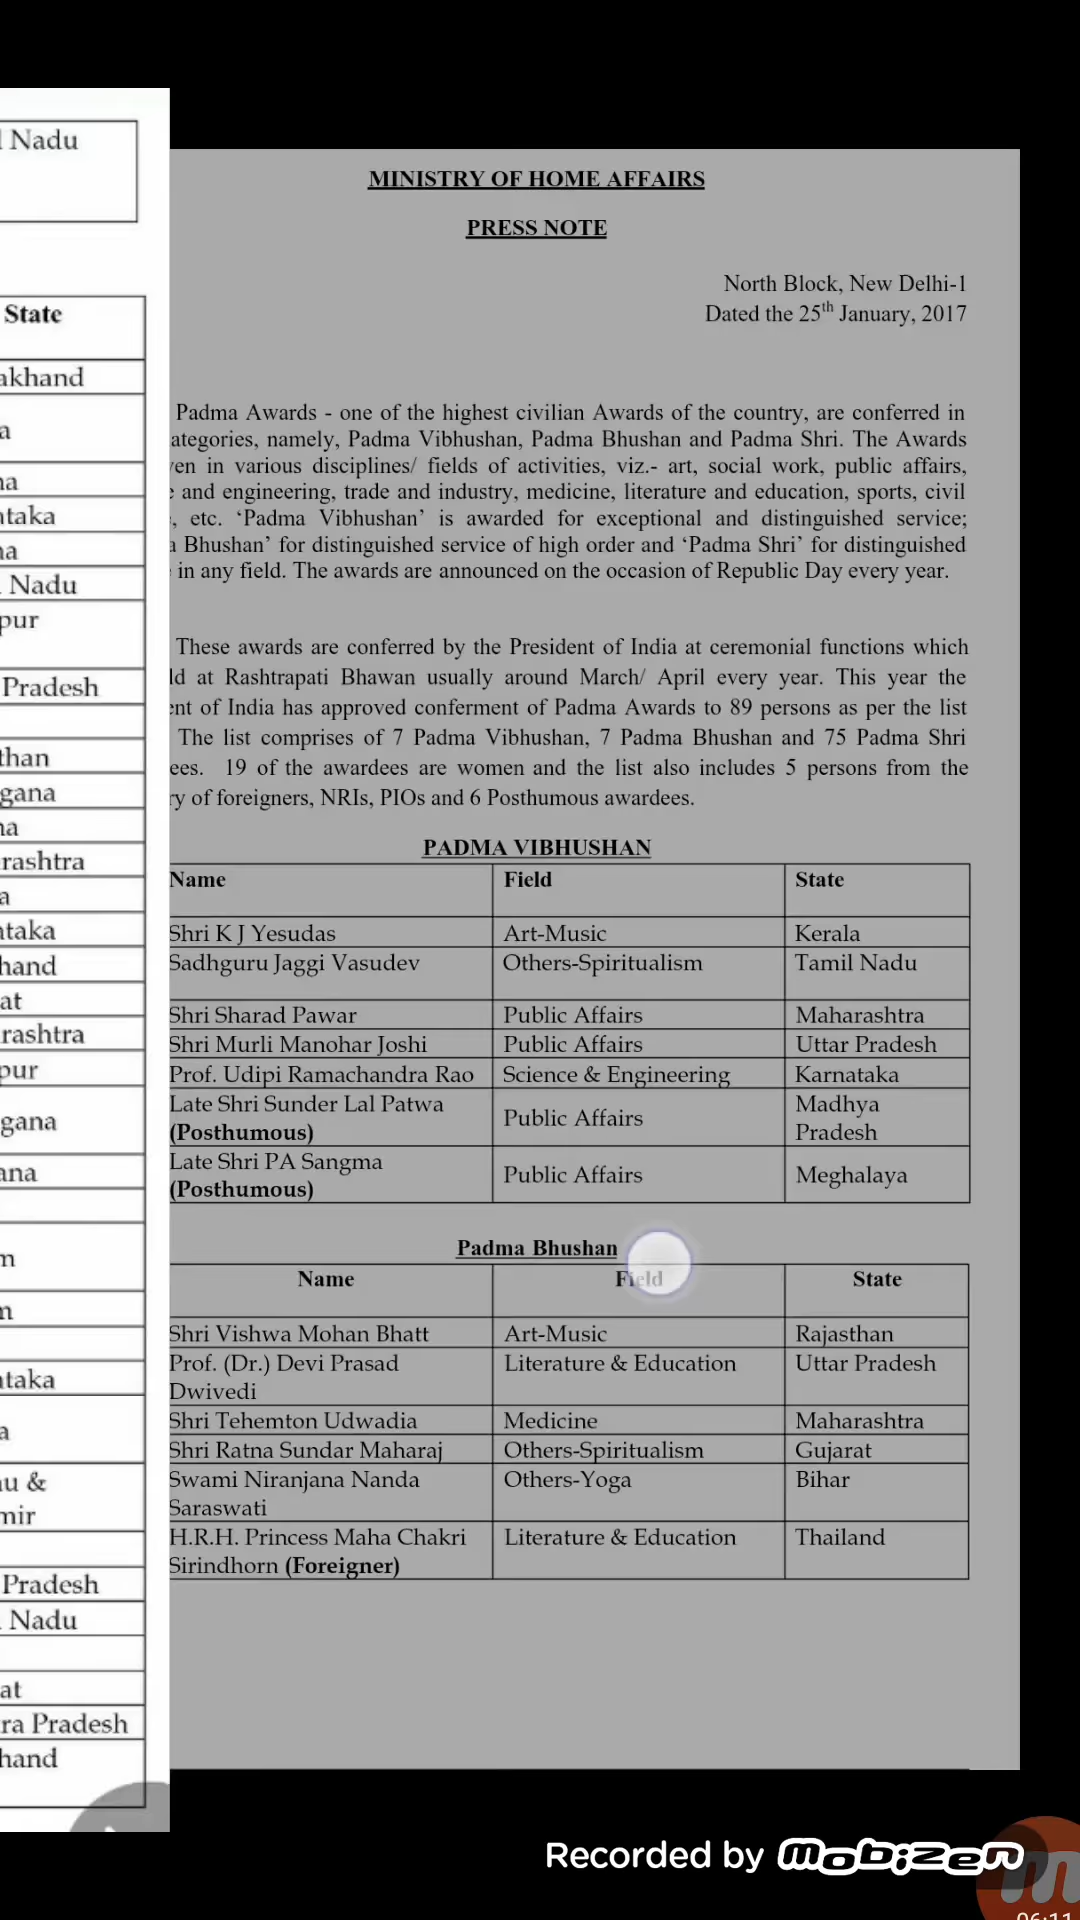 l Nadu
State
akhand
a
na
ataka
na
Nadu
pur
Pradesh
than
gana
na
rashtra
a
ataka
hand
at
rashtra
pur
gana
ana
m
m
ataka
a
u &
mir
Pradesh
Nadu
at
ra Pradesh
hand
MINISTRY OF HOME AFFAIRS
PRESS NOTE
North Block, New Delhi-1
Dated the 25th January, 2017
Padma Awards - one of the highest civilian Awards of the country, are conferred in
ategories, namely, Padma Vibhushan, Padma Bhushan and Padma Shri. The Awards
ven in various disciplines/ fields of activities, viz.- art, social work, public affairs,
e and engineering, trade and industry, medicine, literature and education, sports, civil
, etc. ‘Padma Vibhushan’ is awarded for exceptional and distinguished service;
a Bhushan’ for distinguished service of high order and ‘Padma Shri’ for distinguished
in any field. The awards are announced on the occasion of Republic Day every year.
These awards are conferred by the President of India at ceremonial functions which
ld at Rashtrapati Bhawan usually around March/ April every year. This year the
ent of India has approved conferment of Padma Awards to 89 persons as per the list
The list comprises of 7 Padma Vibhushan, 7 Padma Bhushan and 75 Padma Shri
ees. 19 of the awardees are women and the list also includes 5 persons from the
ry of foreigners, NRIs, PIOs and 6 Posthumous awardees.
PADMA VIBHUSHAN
Name Field State
Shri K J Yesudas Art-Music Kerala
Sadhguru Jaggi Vasudev Others-Spiritualism Tamil Nadu
Shri Sharad Pawar Public Affairs Maharashtra
Shri Murli Manohar Joshi Public Affairs Uttar Pradesh
Prof. Udipi Ramachandra Rao Science & Engineering Karnataka
Late Shri Sunder Lal Patwa
(Posthumous) Public Affairs Madhya
Pradesh
Late Shri PA Sangma
(Posthumous) Public Affairs Meghalaya
Padma Bhushan
Name Field State
Shri Vishwa Mohan Bhatt Art-Music Rajasthan
Prof. (Dr.) Devi Prasad
Dwivedi Literature & Education Uttar Pradesh
Shri Tehemton Udwadia Medicine Maharashtra
Shri Ratna Sundar Maharaj Others-Spiritualism Gujarat
Swami Niranjana Nanda
Saraswati Others-Yoga Bihar
H.R.H. Princess Maha Chakri
Sirindhorn (Foreigner) Literature & Education Thailand
Recorded by mobizen
06:11